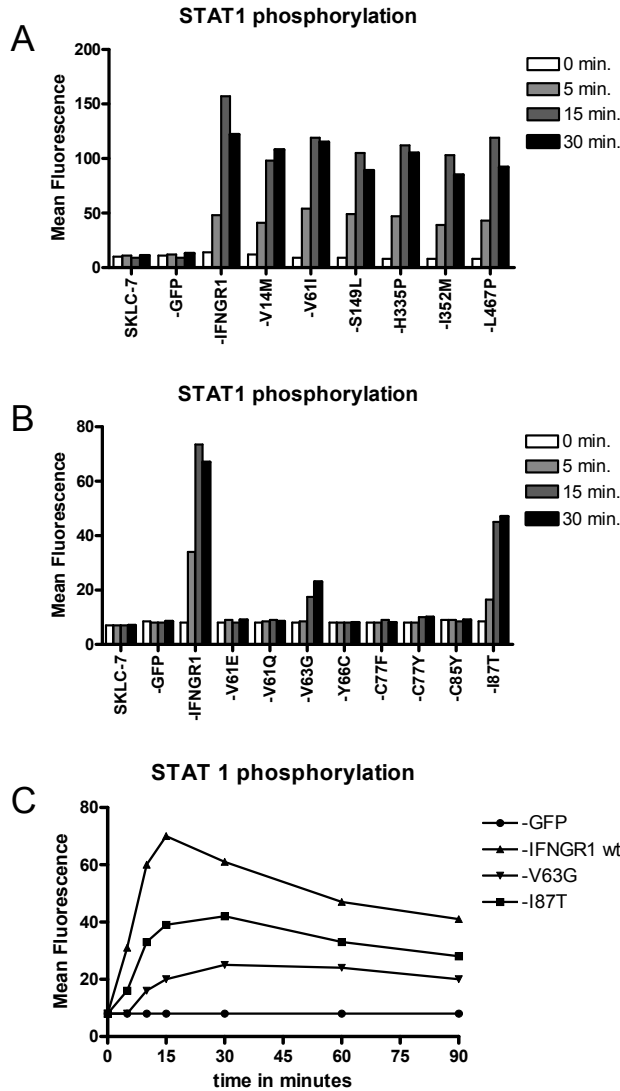 STAT1 phosphorylation
A
Mean Fluorescence
200
150
100
50
0
SKLC-7
-GFP
-IFNGR1
-V14M
-V61I
-S149L
-H335P
-I352M
-L467P
0 min.
5 min.
15 min.
30 min.
STAT1 phosphorylation
B
Mean Fluorescence
80
60
40
20
0
SKLC-7
-GFP
-IFNGR1
-V61E
-V61Q
-V63G
-Y66C
-C77F
-C77Y
-C85Y
-I87T
0 min.
5 min.
15 min.
30 min.
STAT 1 phosphorylation
C
Mean Fluorescence
80
60
40
20
0
0 15 30 45 60 75 90
time in minutes
-GFP
-IFNGR1 wt
-V63G
-I87T